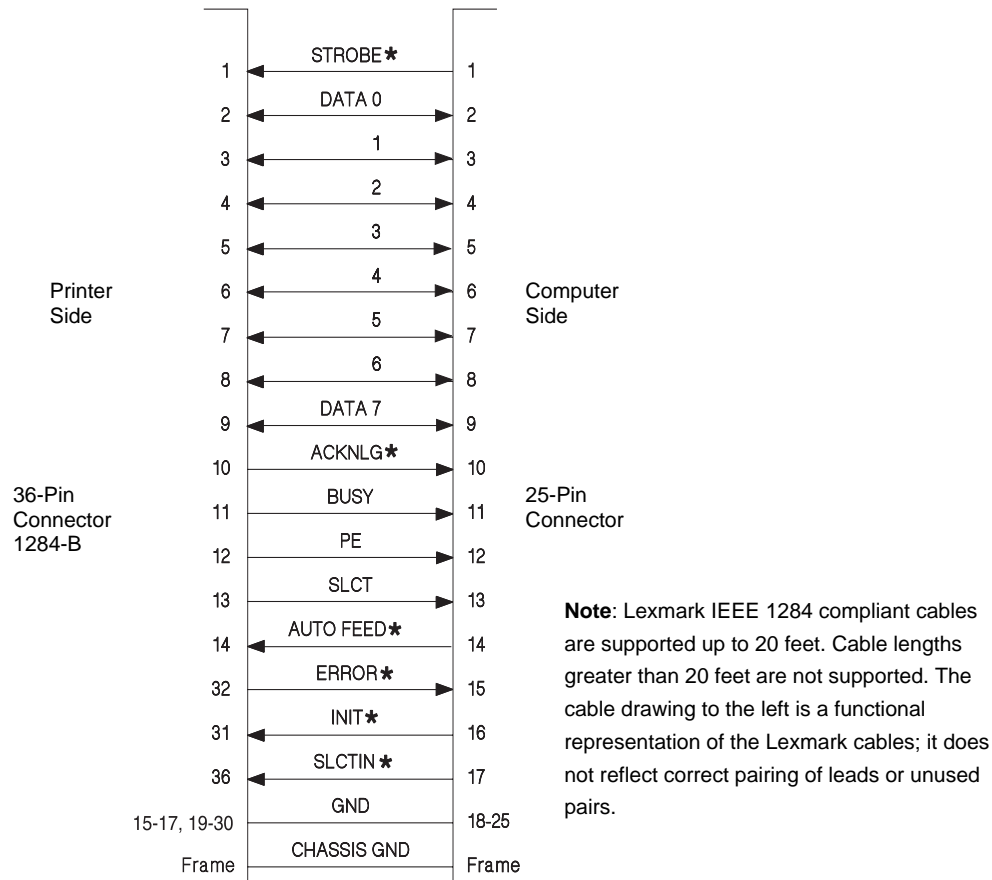 1 STROBE* 1
2 DATA 0 2
3 1 3
4 2 4
5 3 5
Printer
Side
6 4 6
Computer
Side
7 5 7
8 6 8
9 DATA 7 9
10 ACKNLG* 10
36-Pin
Connector
1284-B
11 BUSY 11
25-Pin
Connector
12 PE 12
13 SLCT 13
14 AUTO FEED* 14
32 ERROR* 15
31 INIT* 16
36 SLCTIN* 17
15-17, 19-30 GND 18-25
Frame CHASSIS GND Frame
Note: Lexmark IEEE 1284 compliant cables
are supported up to 20 feet. Cable lengths
greater than 20 feet are not supported. The
cable drawing to the left is a functional
representation of the Lexmark cables; it does
not reflect correct pairing of leads or unused
pairs.